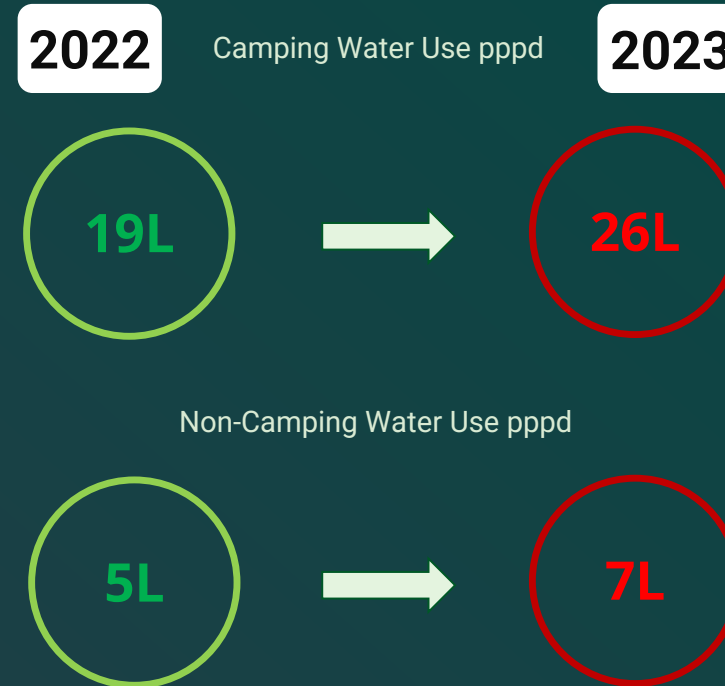 2022
Camping Water Use pppd
2023
19L
26L
Non-Camping Water Use pppd
5L
7L